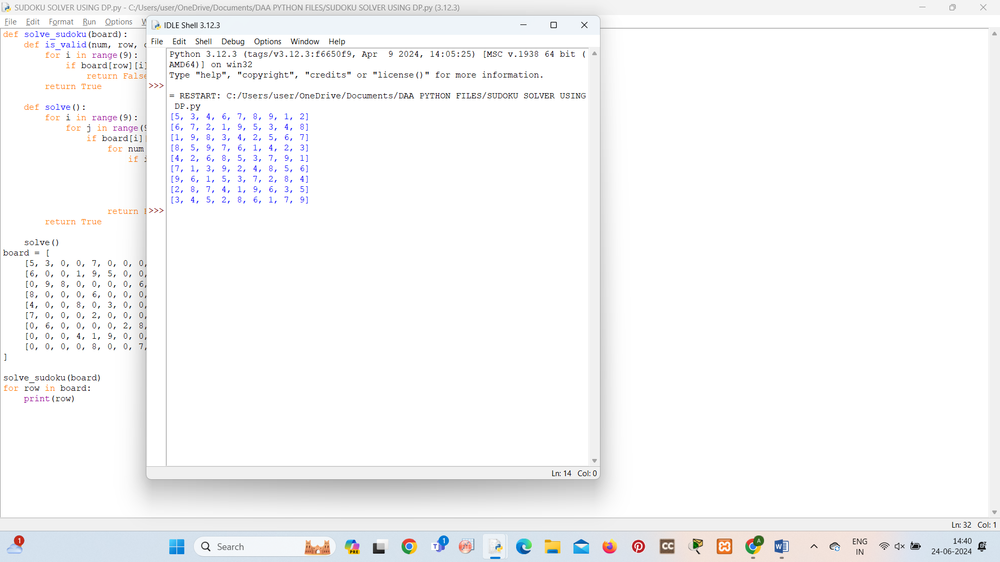 SUDOKU SOLVER USING DP.py - C:/Users/user/OneDrive/Documents/DAA PYTHON FILES/SUDOKU SOLVER USING DP.py (3.12.3)
File Edit Format Run Options
def solve_sudoku(board):
    def is_valid(num, row,
        for i in range(9):
            if board[row][i]
                return False
        return True
    def solve():
        for i in range(9):
            for j in range(9
                if board[i][
                    for num
                        if i
                    return
        return True
    solve()
board = [
    [5, 3, 0, 0, 7, 0, 0, 0,
    [6, 0, 0, 1, 9, 5, 0, 0,
    [0, 9, 8, 0, 0, 0, 0, 6,
    [8, 0, 0, 0, 6, 0, 0, 0,
    [4, 0, 0, 8, 0, 3, 0, 0,
    [7, 0, 0, 0, 2, 0, 0, 0,
    [0, 6, 0, 0, 0, 0, 2, 8,
    [0, 0, 0, 4, 1, 9, 0, 0,
    [0, 0, 0, 0, 8, 0, 0, 7,
]
solve_sudoku(board)
for row in board:
    print(row)
IDLE Shell 3.12.3
File Edit Shell Debug Options Window Help
Python 3.12.3 (tags/v3.12.3:f6650f9, Apr  9 2024, 14:05:25) [MSC v.1938 64 bit (
AMD64)] on win32
Type "help", "copyright", "credits" or "license()" for more information.
>>>
= RESTART: C:/Users/user/OneDrive/Documents/DAA PYTHON FILES/SUDOKU SOLVER USING
 DP.py
[5, 3, 4, 6, 7, 8, 9, 1, 2]
[6, 7, 2, 1, 9, 5, 3, 4, 8]
[1, 9, 8, 3, 4, 2, 5, 6, 7]
[8, 5, 9, 7, 6, 1, 4, 2, 3]
[4, 2, 6, 8, 5, 3, 7, 9, 1]
[7, 1, 3, 9, 2, 4, 8, 5, 6]
[9, 6, 1, 5, 3, 7, 2, 8, 4]
[2, 8, 7, 4, 1, 9, 6, 3, 5]
[3, 4, 5, 2, 8, 6, 1, 7, 9]
>>>
Ln: 14 Col: 0
Ln: 32 Col: 1
1
Search
PRE
1
CC
A
ENG
IN
14:40
24-06-2024